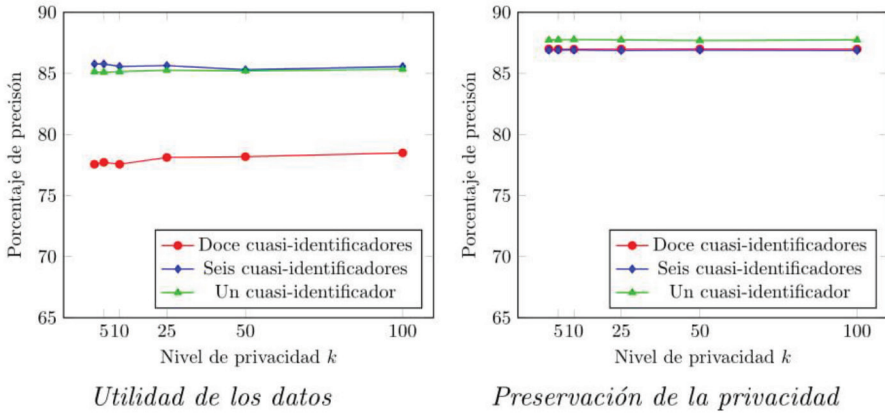 90
85
80
75
70
65
Porcentaje de precisón
Doce cuasi-identificadores
Seis cuasi-identificadores
Un cuasi-identificador
5 10 25 50 100
Nivel de privacidad k
Utilidad de los datos
90
85
80
75
70
65
Porcentaje de precisón
Doce cuasi-identificadores
Seis cuasi-identificadores
Un cuasi-identificador
5 10 25 50 100
Nivel de privacidad k
Preservación de la privacidad